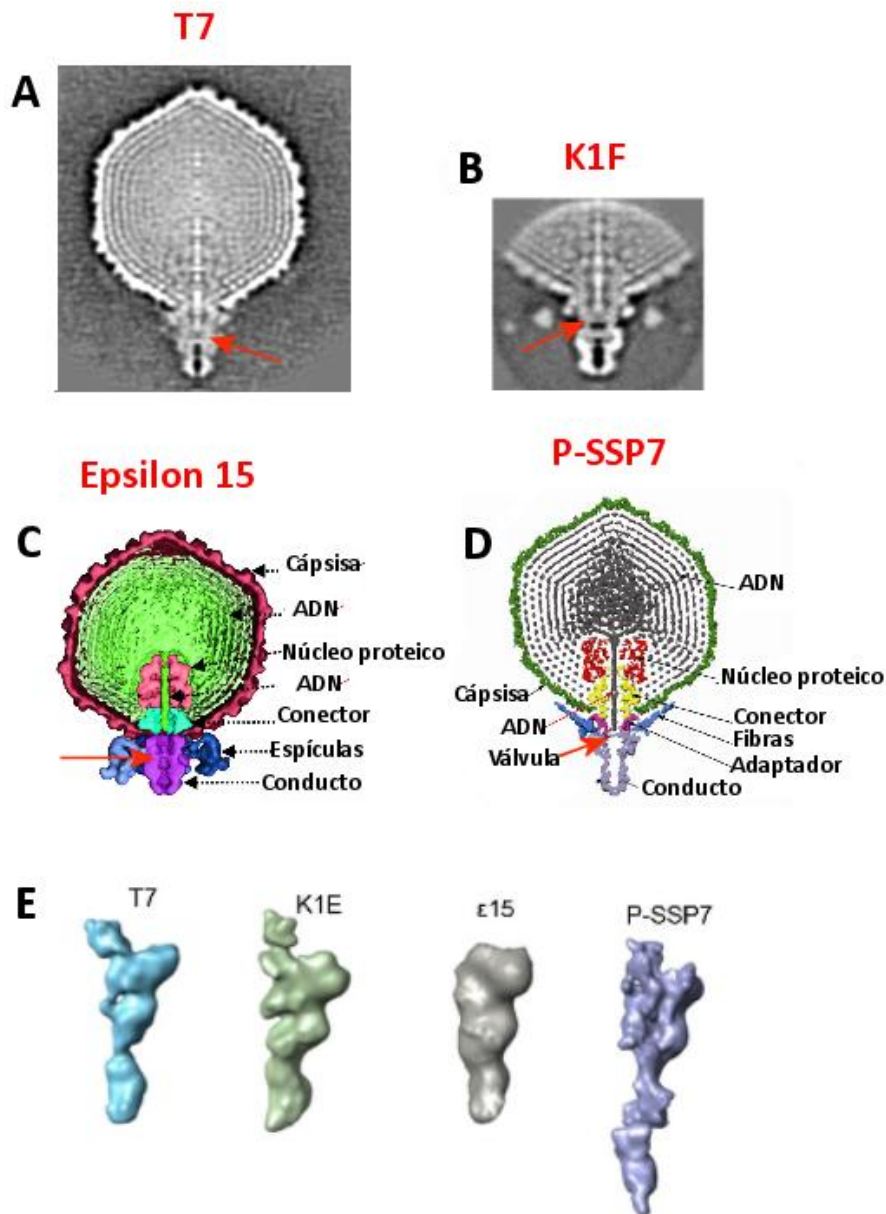 T7
A
K1F
B
Epsilon 15
P-SSP7
C
Cápsisa
ADN
Núcleo proteico
ADN
Conector
Espículas
Conducto
D
ADN
Núcleo proteico
Cápsisa
Conector
ADN
Fibras
Válvula
Adaptador
Conducto
E
T7
K1E
ε15
P-SSP7